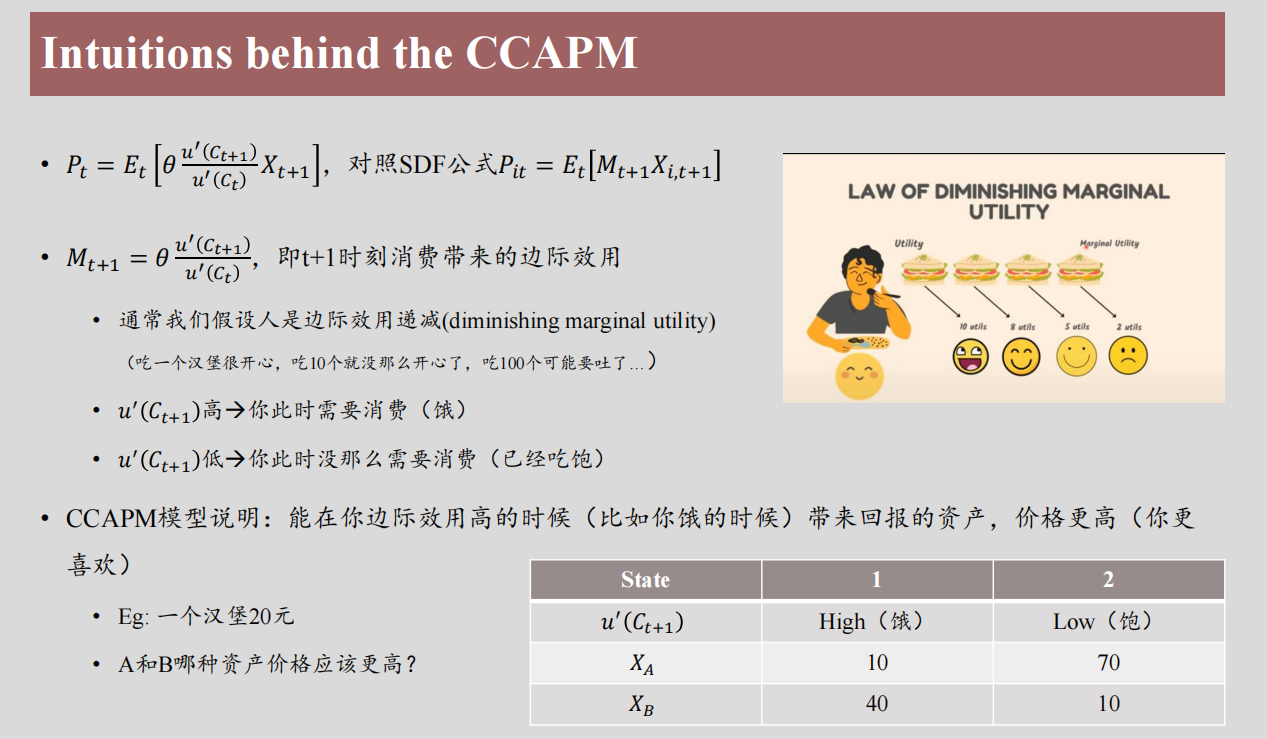 Intuitions behind the CCAPM
• $P_t = E_t\left[\theta \frac{u'(C_{t+1})}{u'(C_t)} X_{t+1}\right]$，对照SDF公式$P_{it} = E_t[M_{t+1}X_{i,t+1}]$
• $M_{t+1} = \theta \frac{u'(C_{t+1})}{u'(C_t)}$，即t+1时刻消费带来的边际效用
• 通常我们假设人是边际效用递减(diminishing marginal utility)
（吃一个汉堡很开心，吃10个就没那么开心了，吃100个可能要吐了…）
• $u'(C_{t+1})$高→你此时需要消费（饿）
• $u'(C_{t+1})$低→你此时没那么需要消费（已经吃饱）
LAW OF DIMINISHING MARGINAL
UTILITY
Utility Marginal Utility
10 utils 8 utils 5 utils 2 utils
• CCAPM模型说明：能在你边际效用高的时候（比如你饿的时候）带来回报的资产，价格更高（你更
喜欢）
• Eg: 一个汉堡20元
• A和B哪种资产价格应该更高？
State 1 2
$u'(C_{t+1})$ High（饿） Low（饱）
$X_A$ 10 70
$X_B$ 40 10